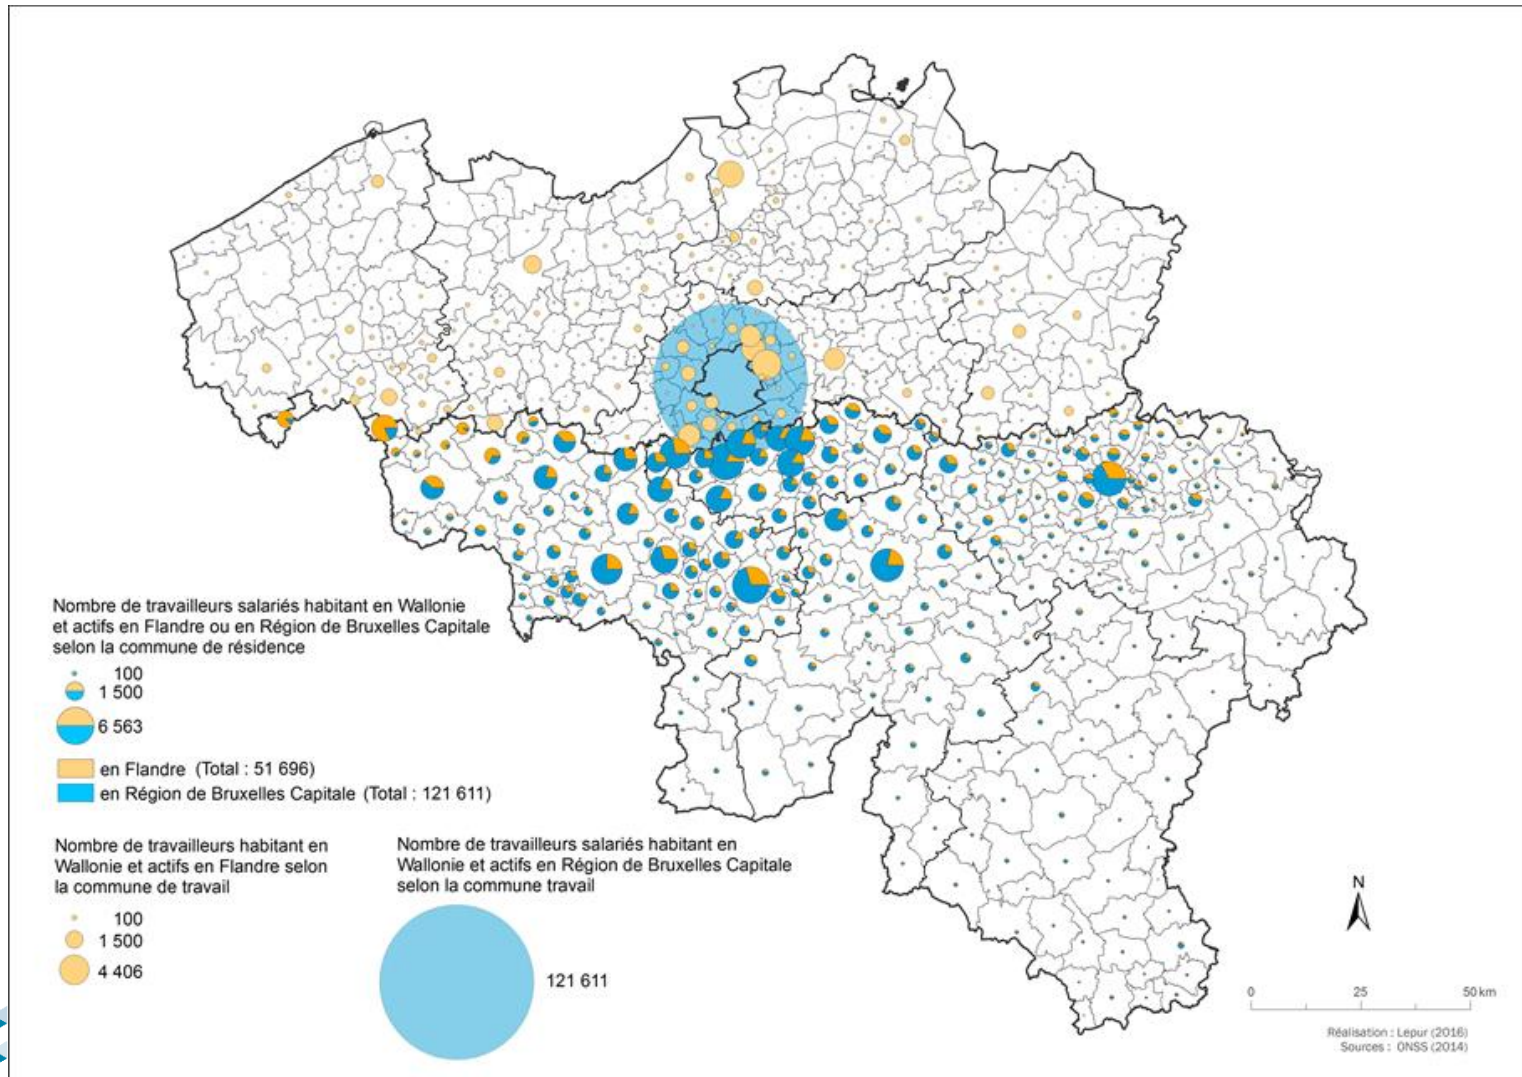 Nombre de travailleurs salariés habitant en Wallonie
et actifs en Flandre ou en Région de Bruxelles Capitale
selon la commune de résidence
100
1 500
6 563
en Flandre (Total : 51 696)
en Région de Bruxelles Capitale (Total : 121 611)
Nombre de travailleurs habitant en
Wallonie et actifs en Flandre selon
la commune de travail
100
1 500
4 406
Nombre de travailleurs salariés habitant en
Wallonie et actifs en Région de Bruxelles Capitale
selon la commune travail
121 611
N
0 25 50 km
Réalisation : Lepur (2016)
Sources : ONSS (2014)